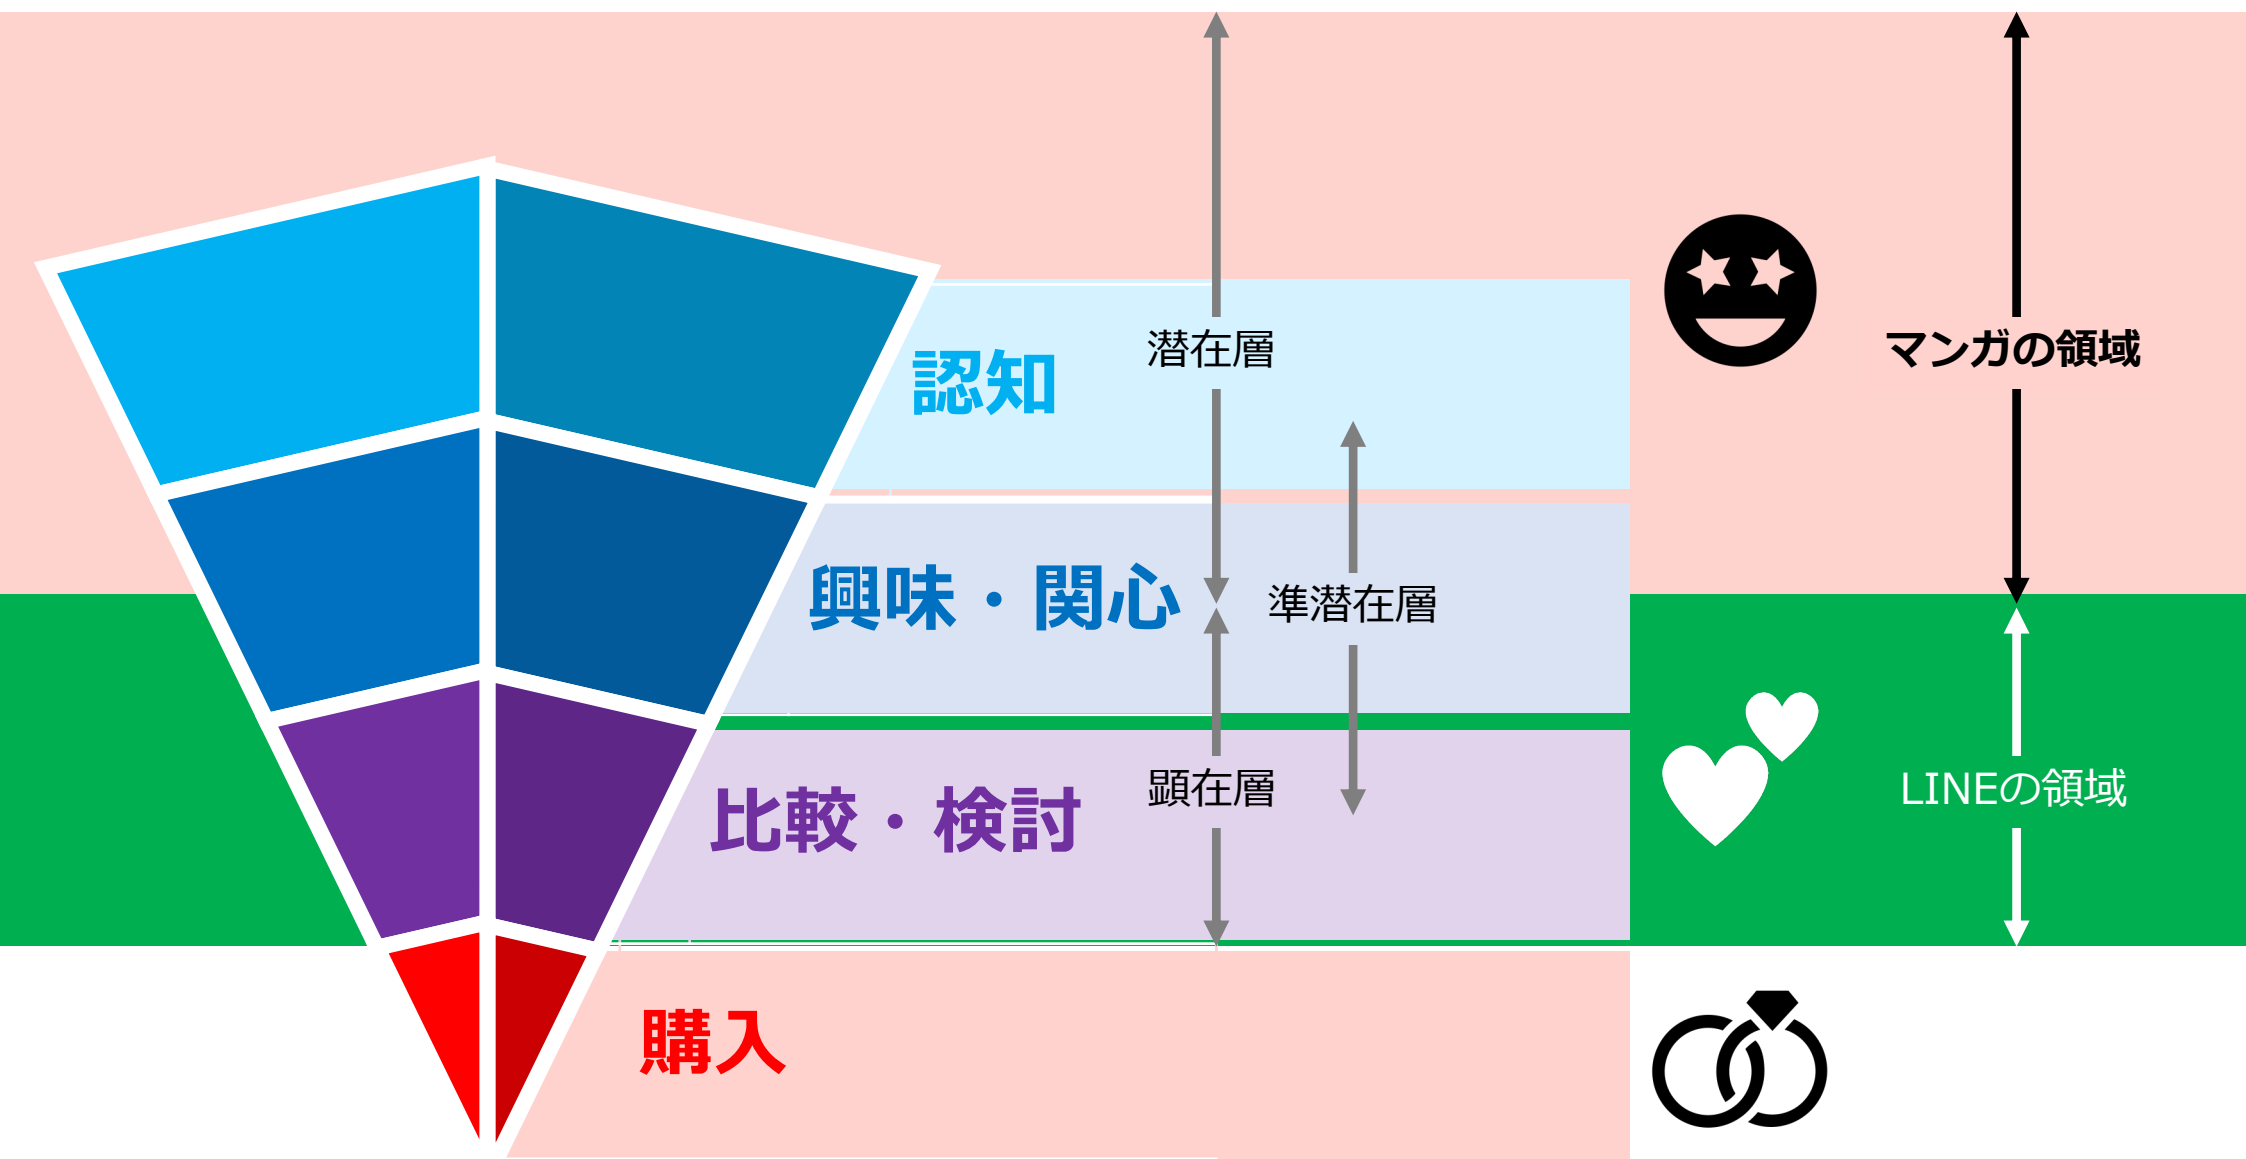 認知
潜在層
マンガの領域
興味・関心
準潜在層
比較・検討
顕在層
LINEの領域
購入